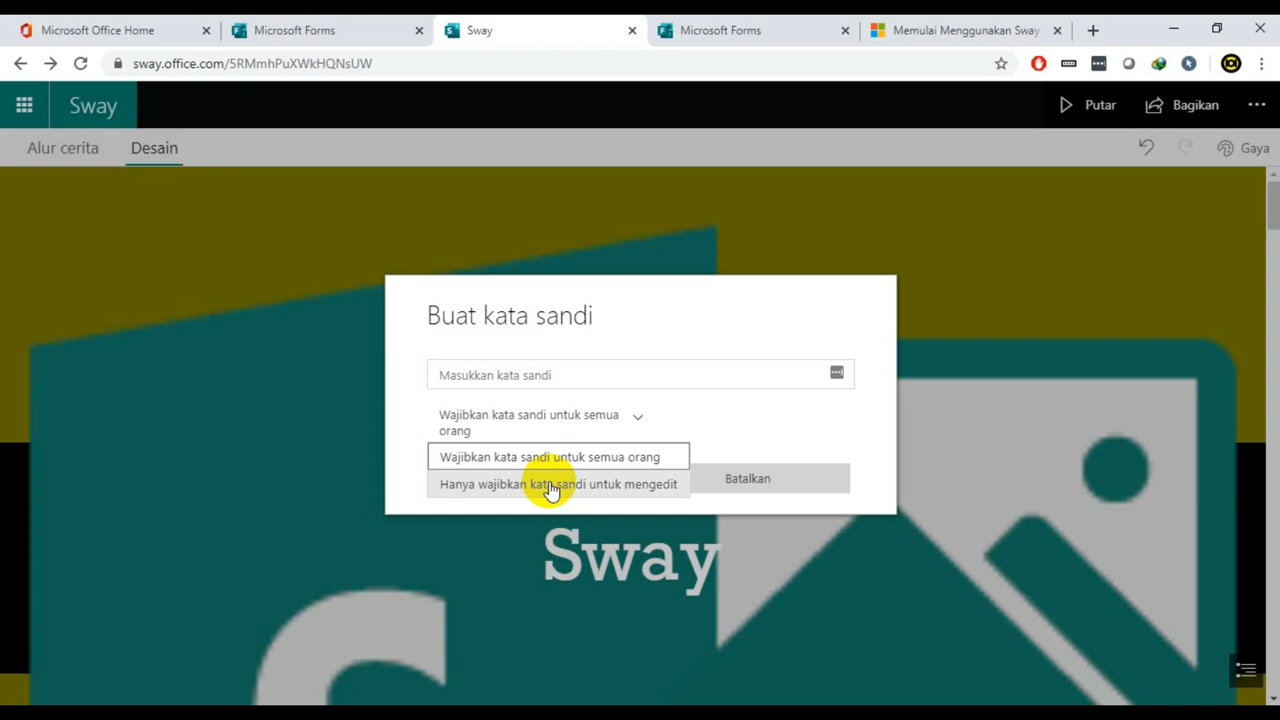 Microsoft Office Home
Microsoft Forms
Sway
Microsoft Forms
Memulai Menggunakan Sway
sway.office.com/5RMmhPuXWkHQNsUW
Sway
Putar
Bagikan
Alur cerita
Desain
Gaya
Buat kata sandi
Masukkan kata sandi
Wajibkan kata sandi untuk semua
orang
Wajibkan kata sandi untuk semua orang
Hanya wajibkan kata sandi untuk mengedit
Batalkan
Sway